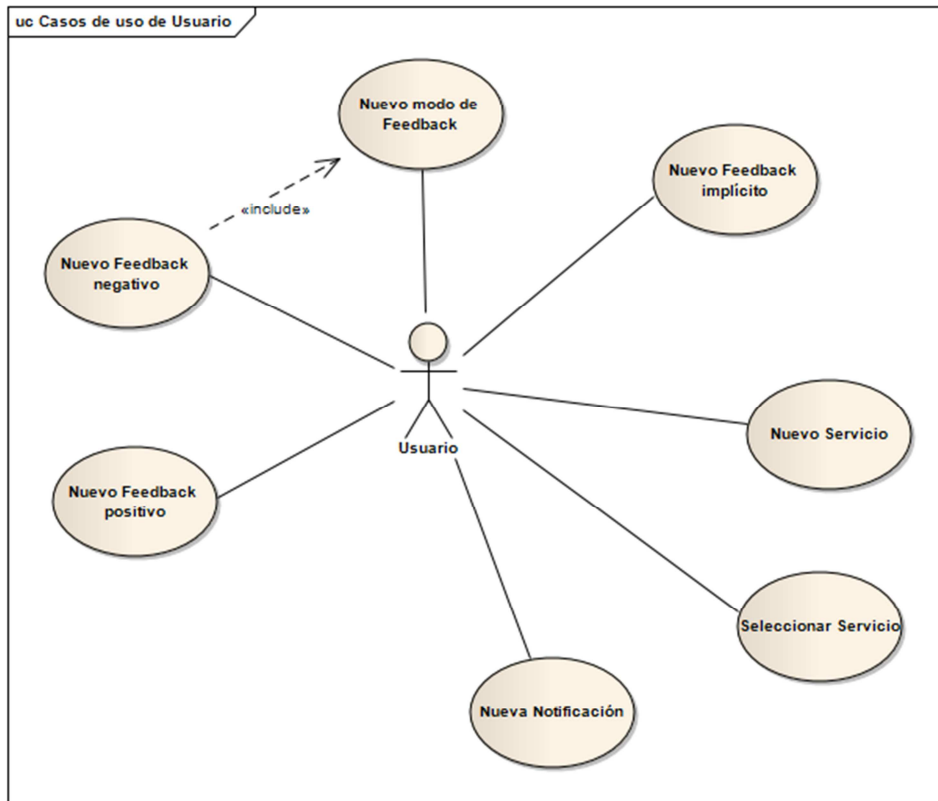 uc Casos de uso de Usuario
Nuevo modo de
Feedback
Nuevo Feedback
implícito
«include»
Nuevo Feedback
negativo
Nuevo Servicio
Usuario
Nuevo Feedback
positivo
Seleccionar Servicio
Nueva Notificación